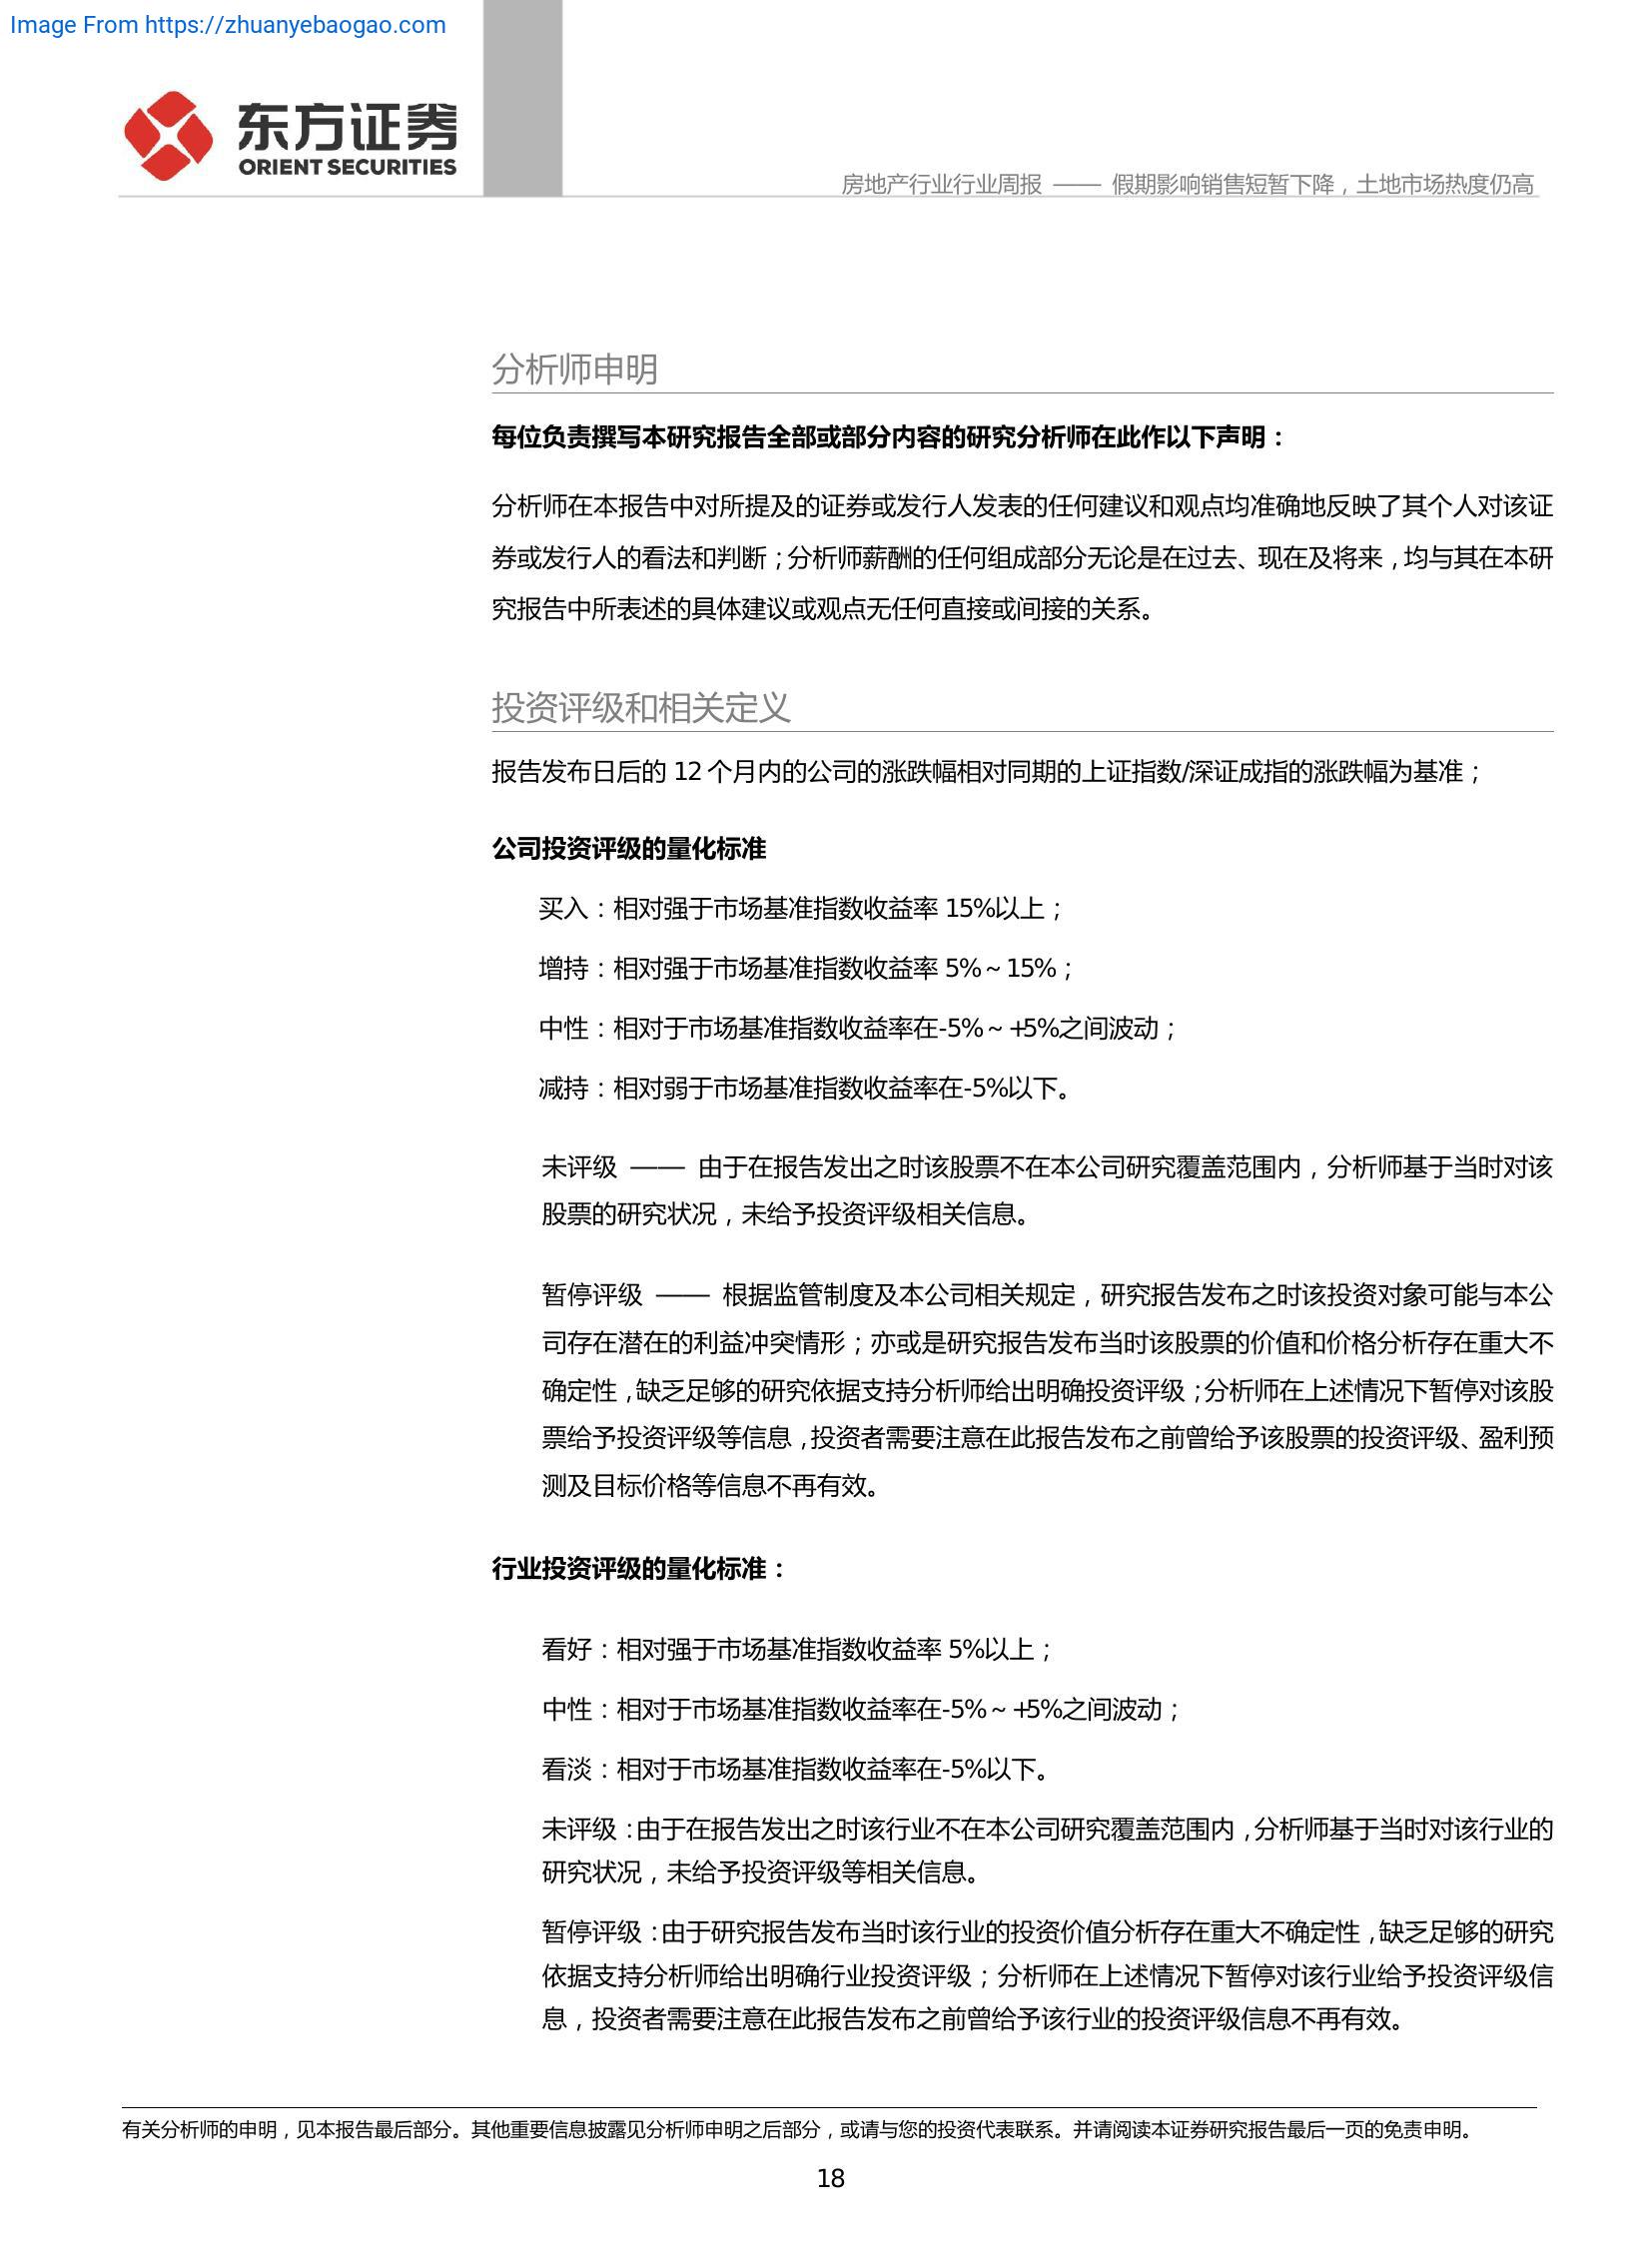 Image From https://zhuanyebaogao.com
东方证券
ORIENT SECURITIES
房地产行业行业周报 —— 假期影响销售短暂下降，土地市场热度仍高
分析师申明
每位负责撰写本研究报告全部或部分内容的研究分析师在此作以下声明：
分析师在本报告中对所提及的证券或发行人发表的任何建议和观点均准确地反映了其个人对该证
券或发行人的看法和判断；分析师薪酬的任何组成部分无论是在过去、现在及将来，均与其在本研
究报告中所表述的具体建议或观点无任何直接或间接的关系。
投资评级和相关定义
报告发布日后的 12 个月内的公司的涨跌幅相对同期的上证指数/深证成指的涨跌幅为基准；
公司投资评级的量化标准
买入：相对强于市场基准指数收益率 15%以上；
增持：相对强于市场基准指数收益率 5%～15%；
中性：相对于市场基准指数收益率在-5%～+5%之间波动；
减持：相对弱于市场基准指数收益率在-5%以下。
未评级 —— 由于在报告发出之时该股票不在本公司研究覆盖范围内，分析师基于当时对该
股票的研究状况，未给予投资评级相关信息。
暂停评级 —— 根据监管制度及本公司相关规定，研究报告发布之时该投资对象可能与本公
司存在潜在的利益冲突情形；亦或是研究报告发布当时该股票的价值和价格分析存在重大不
确定性，缺乏足够的研究依据支持分析师给出明确投资评级；分析师在上述情况下暂停对该股
票给予投资评级等信息，投资者需要注意在此报告发布之前曾给予该股票的投资评级、盈利预
测及目标价格等信息不再有效。
行业投资评级的量化标准：
看好：相对强于市场基准指数收益率 5%以上；
中性：相对于市场基准指数收益率在-5%～+5%之间波动；
看淡：相对于市场基准指数收益率在-5%以下。
未评级：由于在报告发出之时该行业不在本公司研究覆盖范围内，分析师基于当时对该行业的
研究状况，未给予投资评级等相关信息。
暂停评级：由于研究报告发布当时该行业的投资价值分析存在重大不确定性，缺乏足够的研究
依据支持分析师给出明确行业投资评级；分析师在上述情况下暂停对该行业给予投资评级信
息，投资者需要注意在此报告发布之前曾给予该行业的投资评级信息不再有效。
有关分析师的申明，见本报告最后部分。其他重要信息披露见分析师申明之后部分，或请与您的投资代表联系。并请阅读本证券研究报告最后一页的免责申明。
18